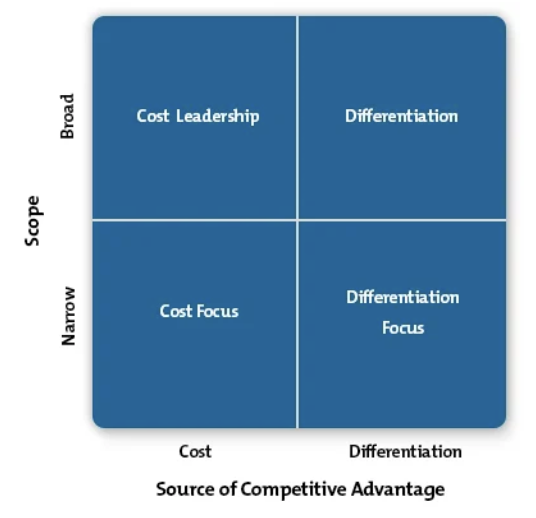 Broad
Cost Leadership
Differentiation
Scope
Narrow
Cost Focus
Differentiation
Focus
Cost
Differentiation
Source of Competitive Advantage